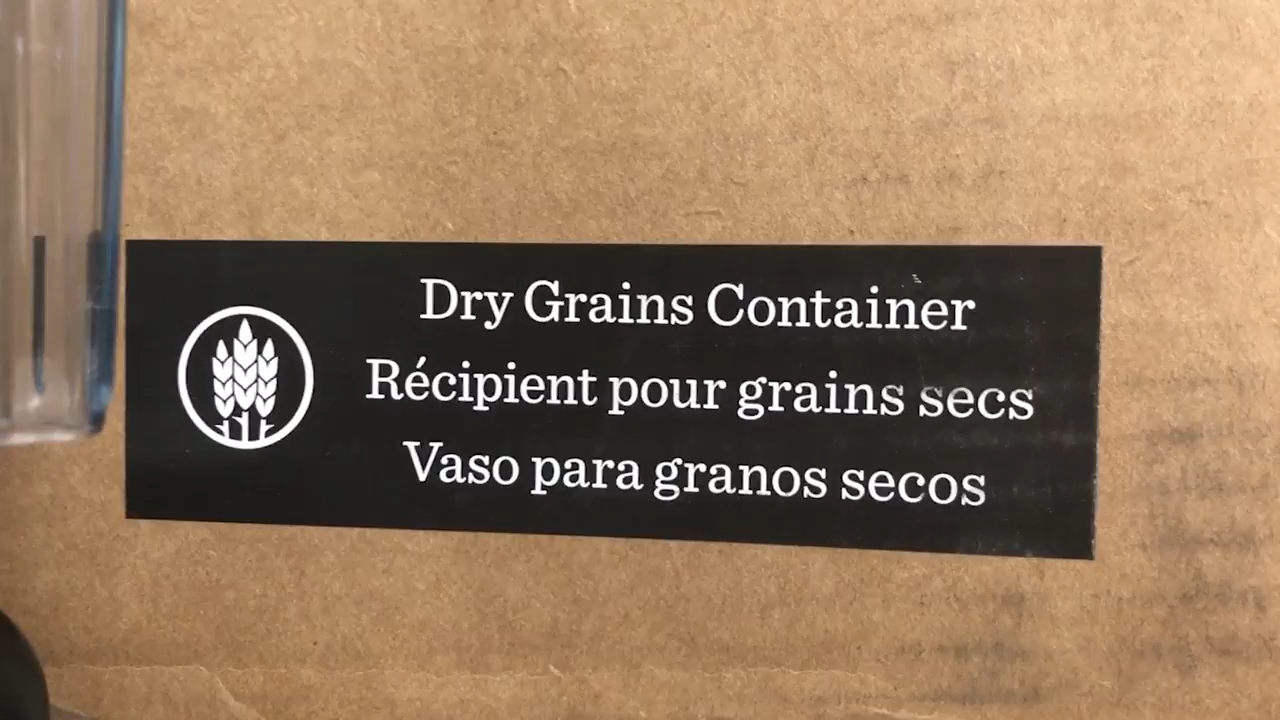 Dry Grains Container
Récipient pour grains secs
Vaso para granos secos